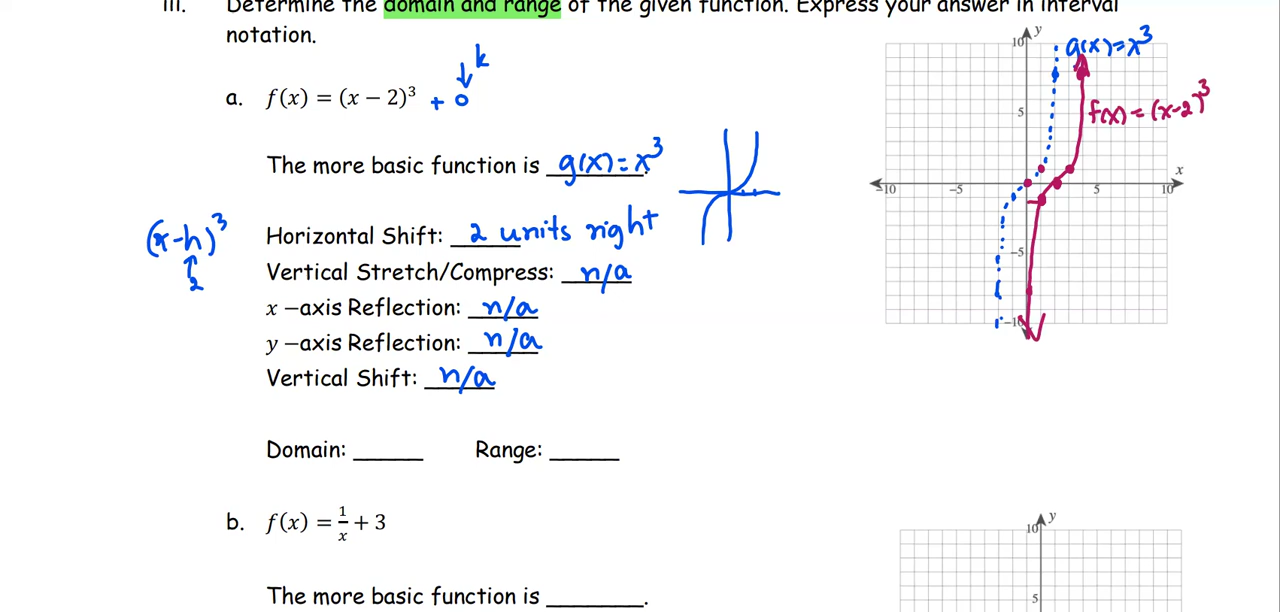 III. Determine the domain and range of the given function. Express your answer in interval
notation.
k
a. f(x) = (x − 2)³ + 0
The more basic function is g(x) = x³.
(x-h)³
2
Horizontal Shift: 2 units right
Vertical Stretch/Compress: n/a
x −axis Reflection: n/a
y −axis Reflection: n/a
Vertical Shift: n/a
Domain: ______ Range: ______
b. f(x) = 1/x + 3
The more basic function is ________.
y
10
g(x)=x³
5
f(x) = (x-2)³
x
−10 −5 5 10
−5
−10
y
10
5